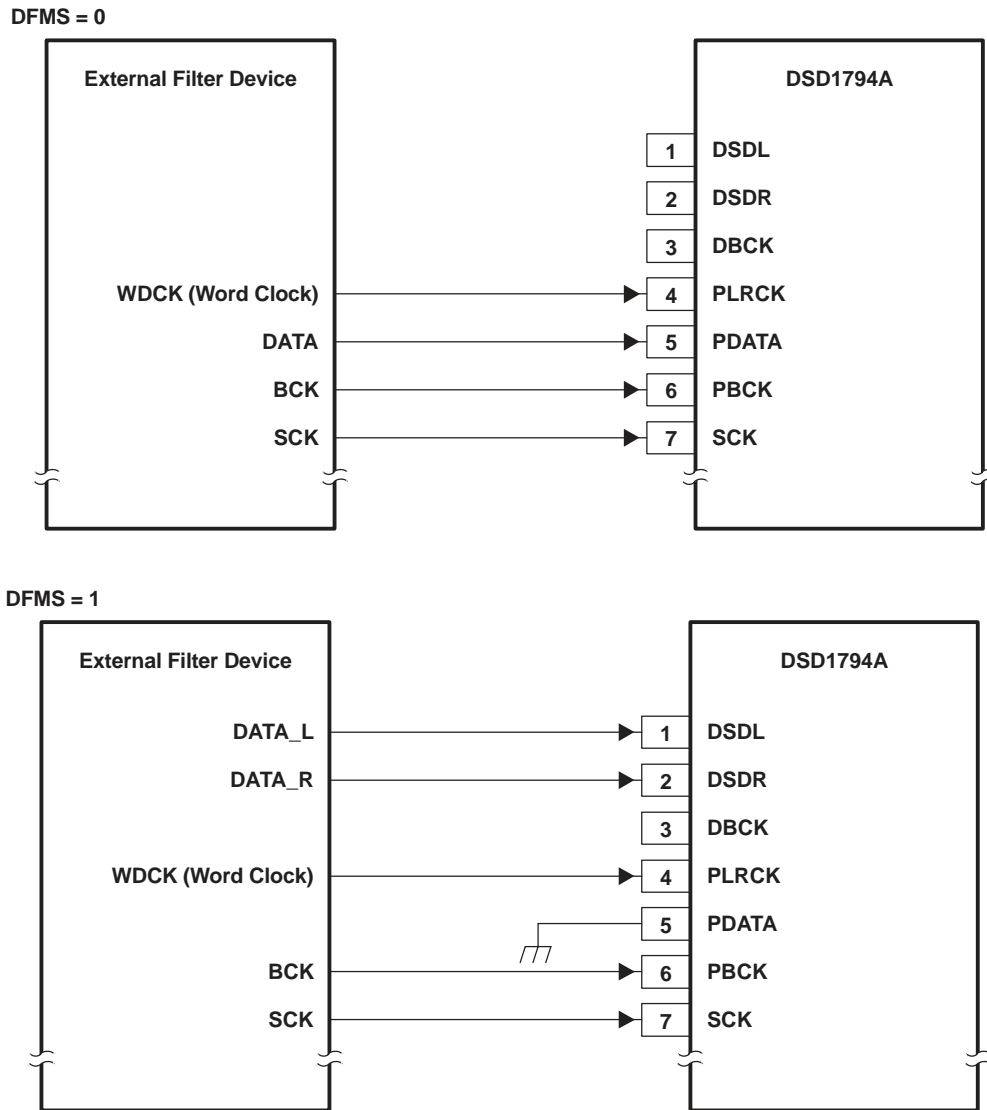 DFMS = 0
External Filter Device
DSD1794A
1 DSDL
2 DSDR
3 DBCK
WDCK (Word Clock) 4 PLRCK
DATA 5 PDATA
BCK 6 PBCK
SCK 7 SCK
DFMS = 1
External Filter Device
DSD1794A
DATA_L 1 DSDL
DATA_R 2 DSDR
3 DBCK
WDCK (Word Clock) 4 PLRCK
5 PDATA
BCK 6 PBCK
SCK 7 SCK